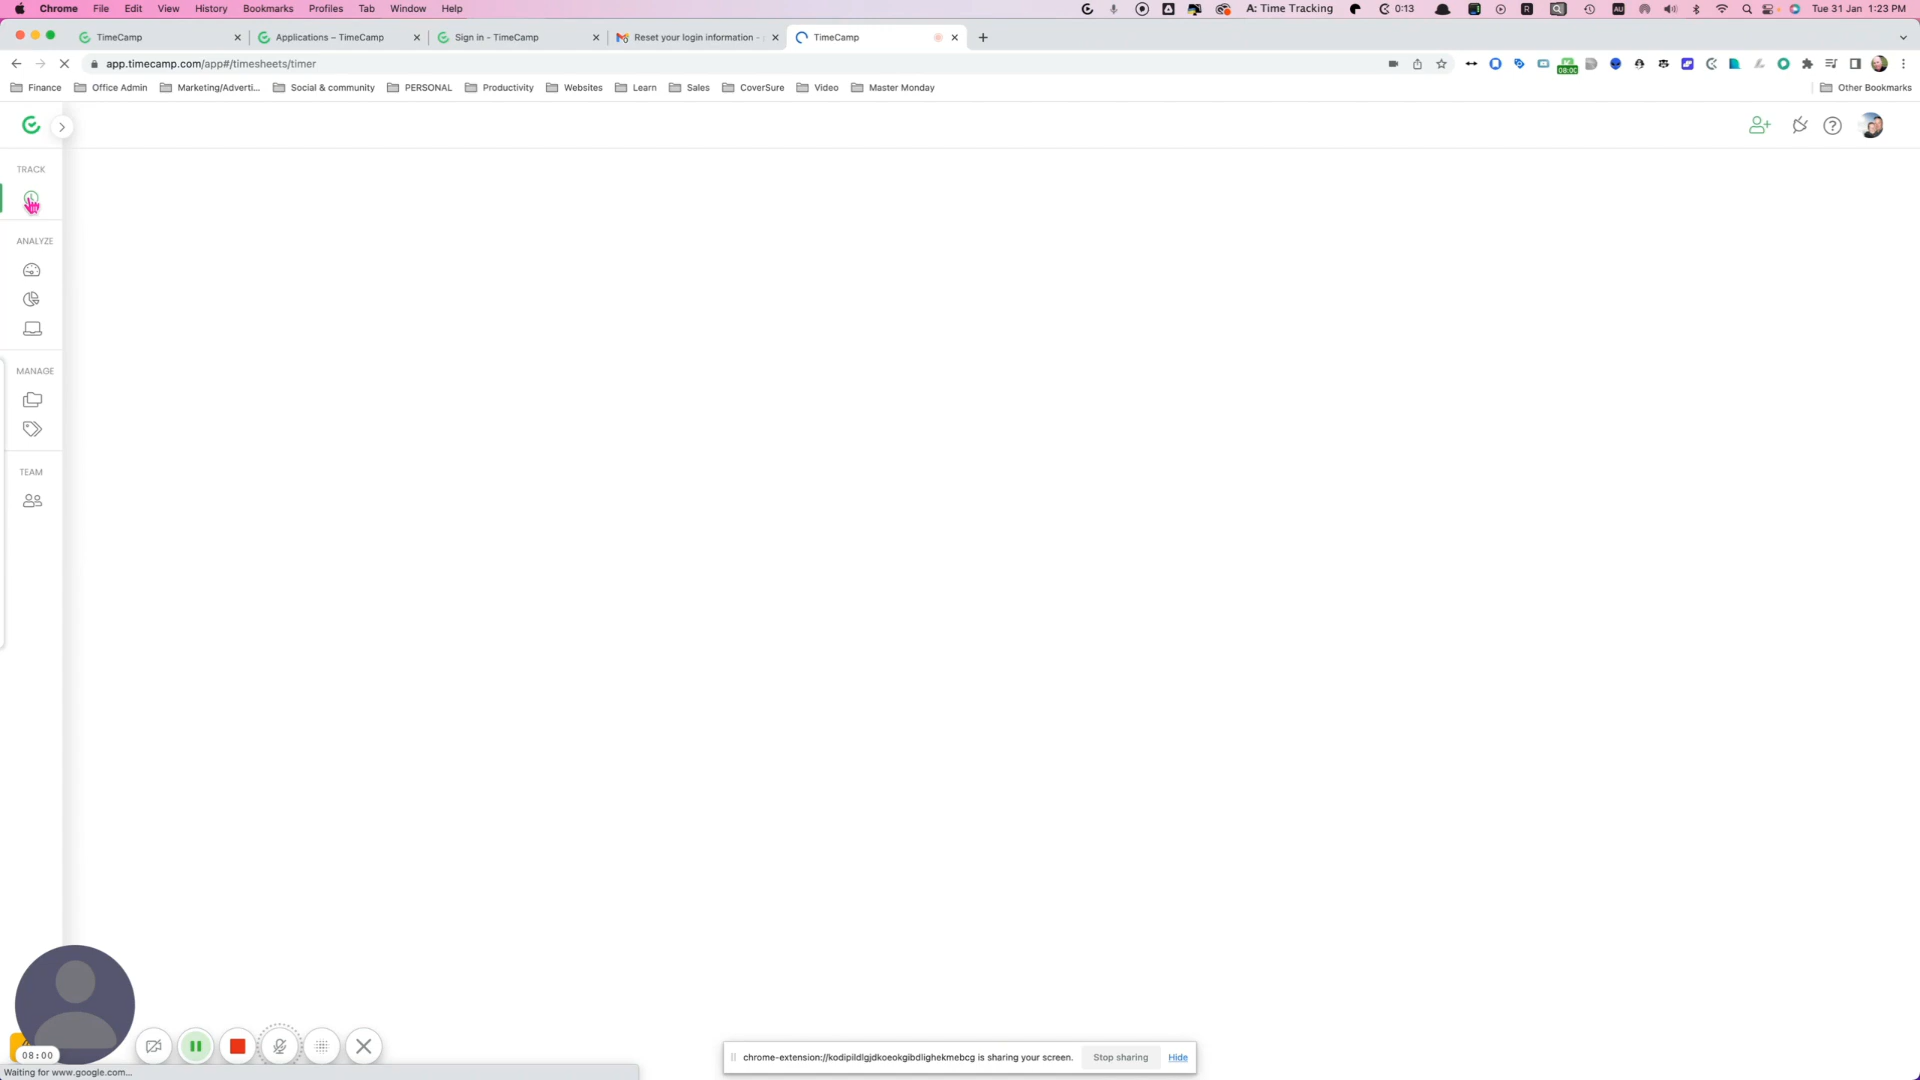 Chrome File Edit View History Bookmarks Profiles Tab Window Help A: Time Tracking 0:13 Tue 31 Jan 1:23 PM
TimeCamp Applications – TimeCamp Sign in - TimeCamp Reset your login information - TimeCamp
app.timecamp.com/app#/timesheets/timer 08:00
Finance Office Admin Marketing/Adverti... Social & community PERSONAL Productivity Websites Learn Sales CoverSure Video Master Monday Other Bookmarks
TRACK
ANALYZE
MANAGE
TEAM
08:00
chrome-extension://kodipildlgjdkoeokgibdlighekmebcg is sharing your screen. Stop sharing Hide
Waiting for www.google.com...